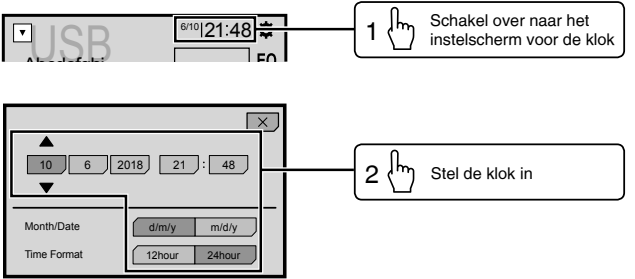 USB
6/10 21:48
1 Schakel over naar het
instelscherm voor de klok
10 6 2018 21 : 48
2 Stel de klok in
Month/Date d/m/y m/d/y
Time Format 12hour 24hour